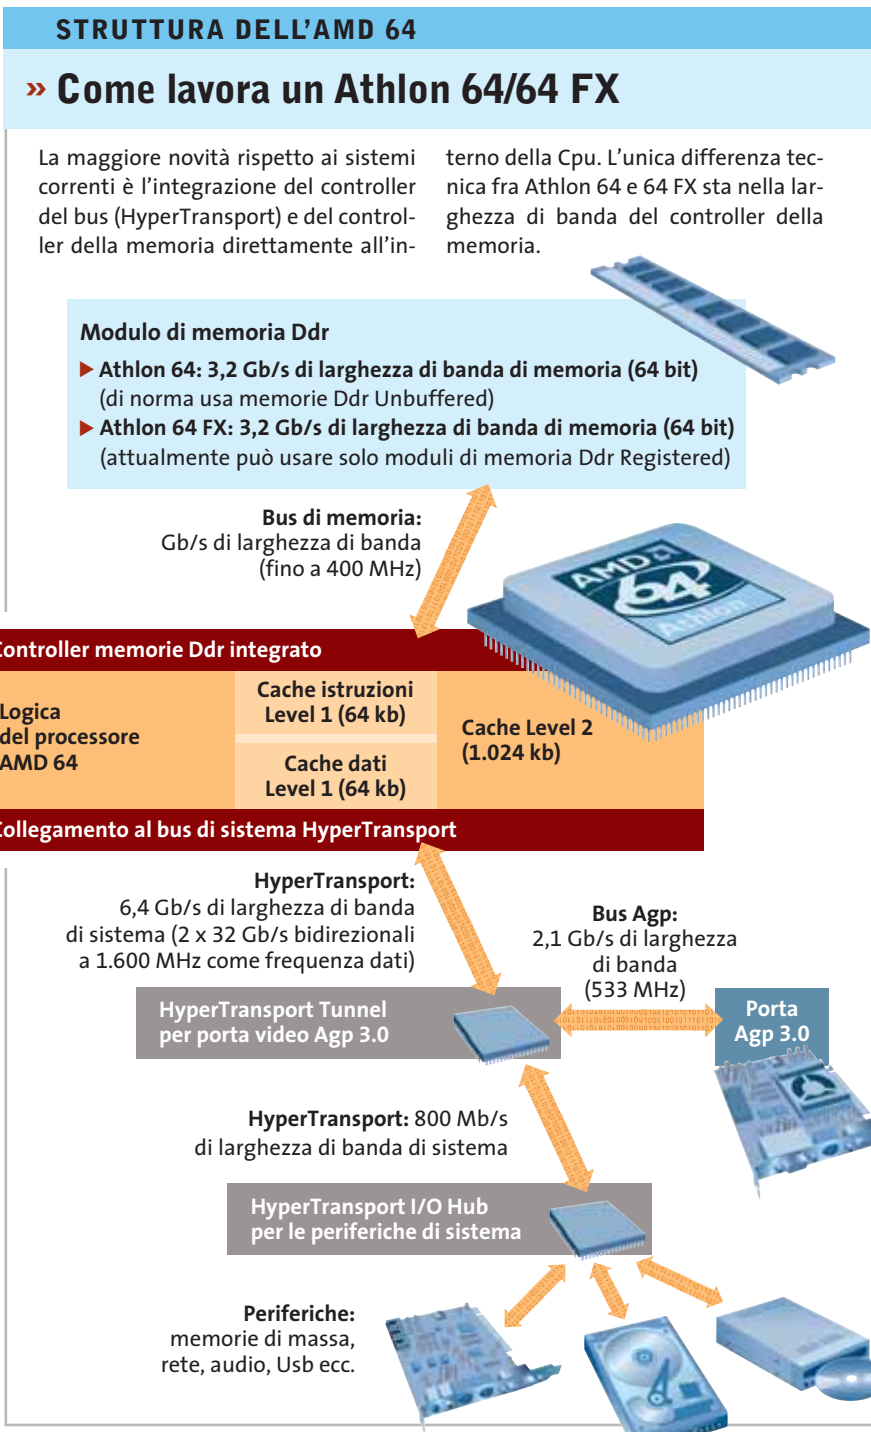 STRUTTURA DELL'AMD 64
» Come lavora un Athlon 64/64 FX
La maggiore novità rispetto ai sistemi
correnti è l'integrazione del controller
del bus (HyperTransport) e del control-
ler della memoria direttamente all'in-
terno della Cpu. L'unica differenza tec-
nica fra Athlon 64 e 64 FX sta nella lar-
ghezza di banda del controller della
memoria.
Modulo di memoria Ddr
Athlon 64: 3,2 Gb/s di larghezza di banda di memoria (64 bit)
(di norma usa memorie Ddr Unbuffered)
Athlon 64 FX: 3,2 Gb/s di larghezza di banda di memoria (64 bit)
(attualmente può usare solo moduli di memoria Ddr Registered)
Bus di memoria:
Gb/s di larghezza di banda
(fino a 400 MHz)
AMD
64
Athlon
Controller memorie Ddr integrato
Logica
del processore
AMD 64
Cache istruzioni
Level 1 (64 kb)
Cache dati
Level 1 (64 kb)
Cache Level 2
(1.024 kb)
Collegamento al bus di sistema HyperTransport
HyperTransport:
6,4 Gb/s di larghezza di banda
di sistema (2 x 32 Gb/s bidirezionali
a 1.600 MHz come frequenza dati)
Bus Agp:
2,1 Gb/s di larghezza
di banda
(533 MHz)
HyperTransport Tunnel
per porta video Agp 3.0
Porta
Agp 3.0
HyperTransport: 800 Mb/s
di larghezza di banda di sistema
HyperTransport I/O Hub
per le periferiche di sistema
Periferiche:
memorie di massa,
rete, audio, Usb ecc.